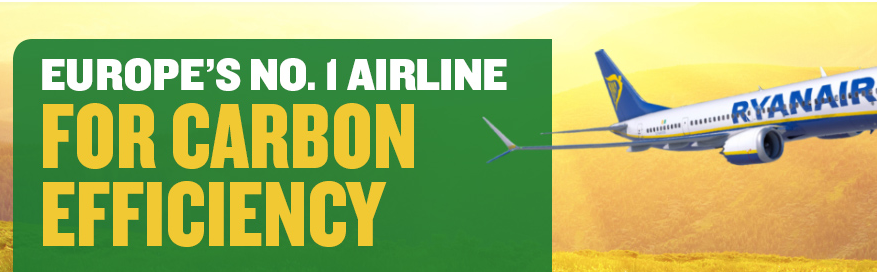 EUROPE'S NO. 1 AIRLINE
FOR CARBON
EFFICIENCY
RYANAIR